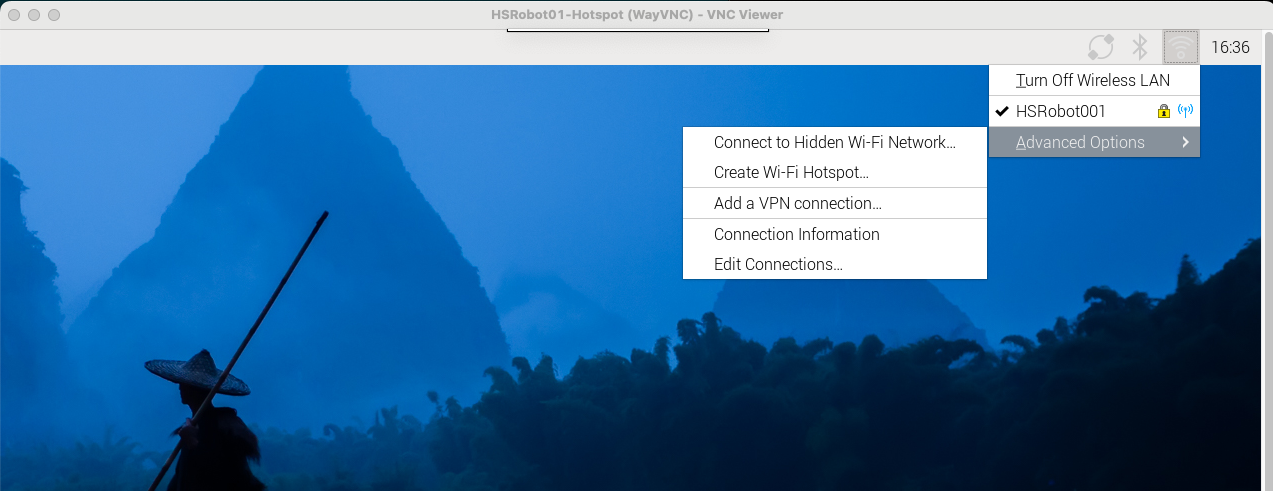 HSRobot01-Hotspot (WayVNC) - VNC Viewer
16:36
Turn Off Wireless LAN
HSRobot001
Advanced Options
Connect to Hidden Wi-Fi Network...
Create Wi-Fi Hotspot...
Add a VPN connection...
Connection Information
Edit Connections...